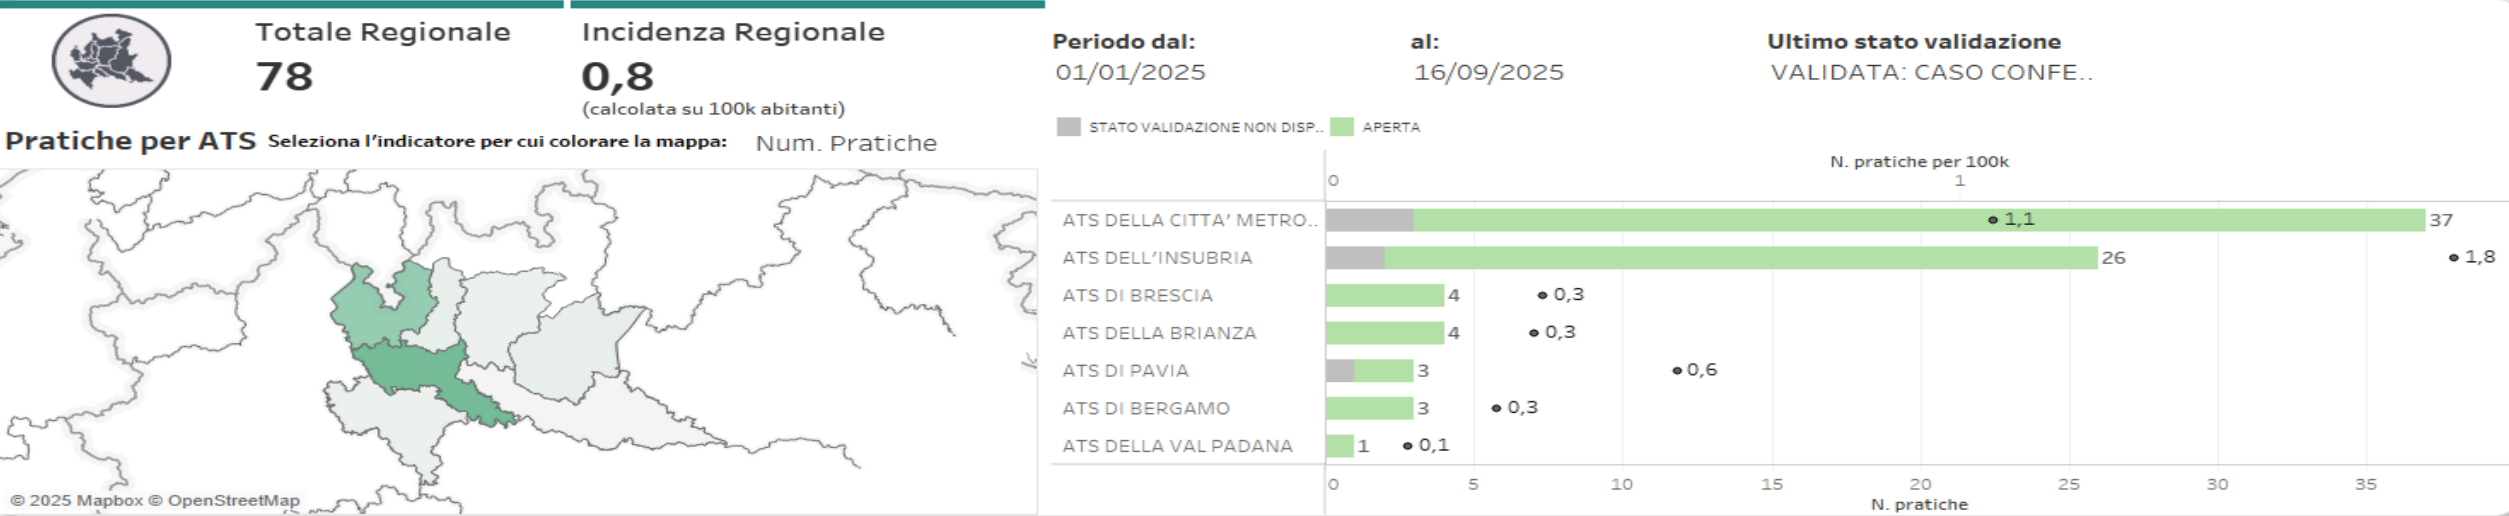 Totale Regionale
78
Incidenza Regionale
0,8
(calcolata su 100k abitanti)
Periodo dal:
01/01/2025
al:
16/09/2025
Ultimo stato validazione
VALIDATA: CASO CONFE..
Pratiche per ATS Seleziona l'indicatore per cui colorare la mappa: Num. Pratiche
© 2025 Mapbox © OpenStreetMap
STATO VALIDAZIONE NON DISP.. APERTA
N. pratiche per 100k
0 1
ATS DELLA CITTA' METRO.. 1,1 37
ATS DELL'INSUBRIA 26 1,8
ATS DI BRESCIA 4 0,3
ATS DELLA BRIANZA 4 0,3
ATS DI PAVIA 3 0,6
ATS DI BERGAMO 3 0,3
ATS DELLA VAL PADANA 1 0,1
0 5 10 15 20 25 30 35
N. pratiche